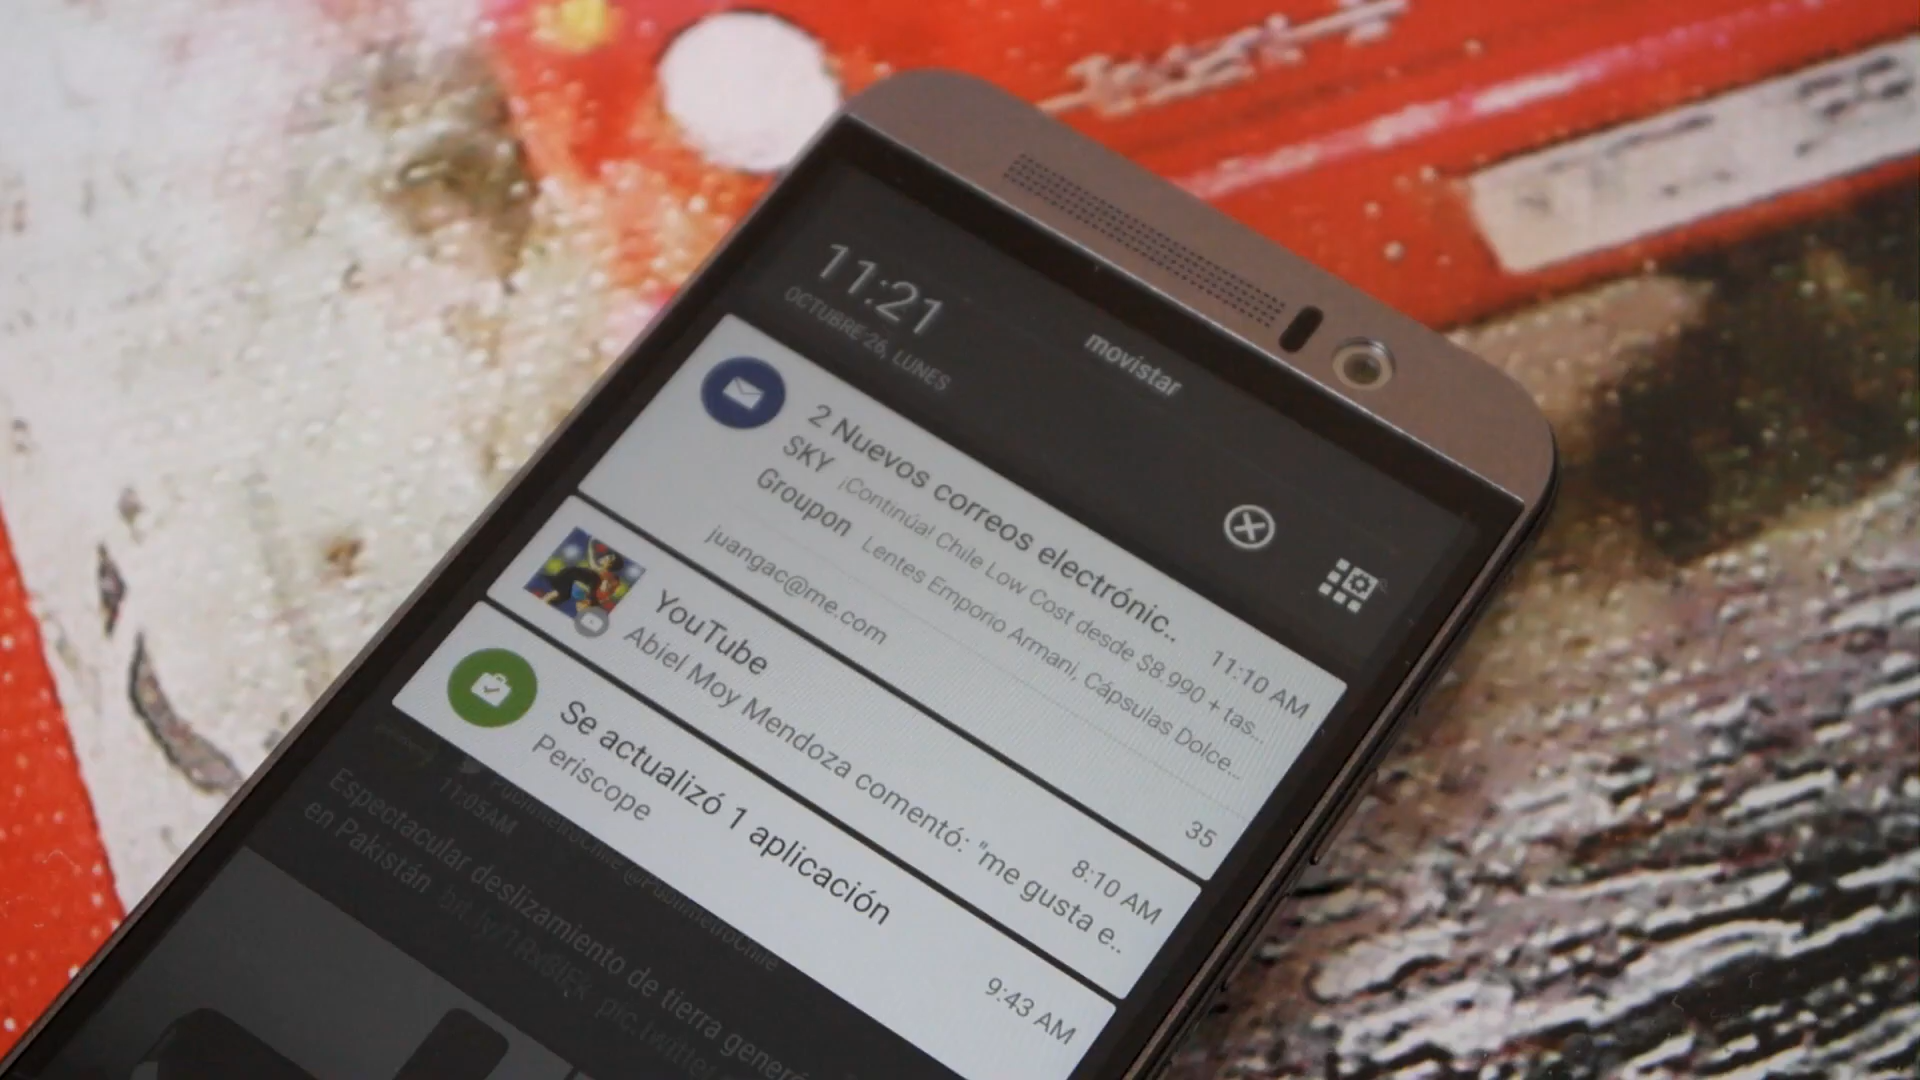 11:21
OCTUBRE 26, LUNES
movistar
2 Nuevos correos electrónic..
11:10 AM
SKY ¡Continúa! Chile Low Cost desde $8.990 + tas...
Groupon Lentes Emporio Armani, Cápsulas Dolce...
juangac@me.com
35
YouTube
8:10 AM
Abiel Moy Mendoza comentó: "me gusta e..
Se actualizó 1 aplicación
9:43 AM
Periscope
@PublimetroChile
11:05AM
Espectacular deslizamiento de tierra generó
en Pakistán